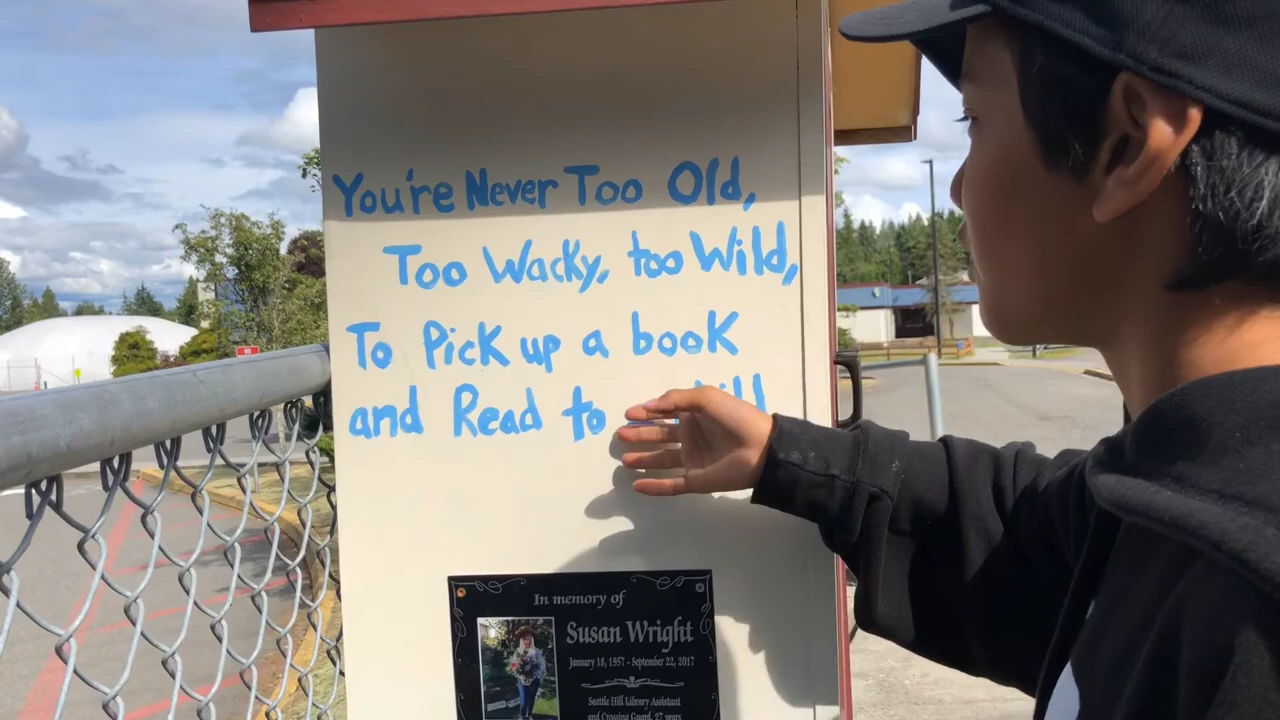 You're Never Too Old,
Too Wacky, too Wild,
To Pick up a book
and Read to
In memory of
Susan Wright
January 18, 1957 - September 22, 2017
Seattle Hill Library Assistant
and Crossing Guard, 27 years